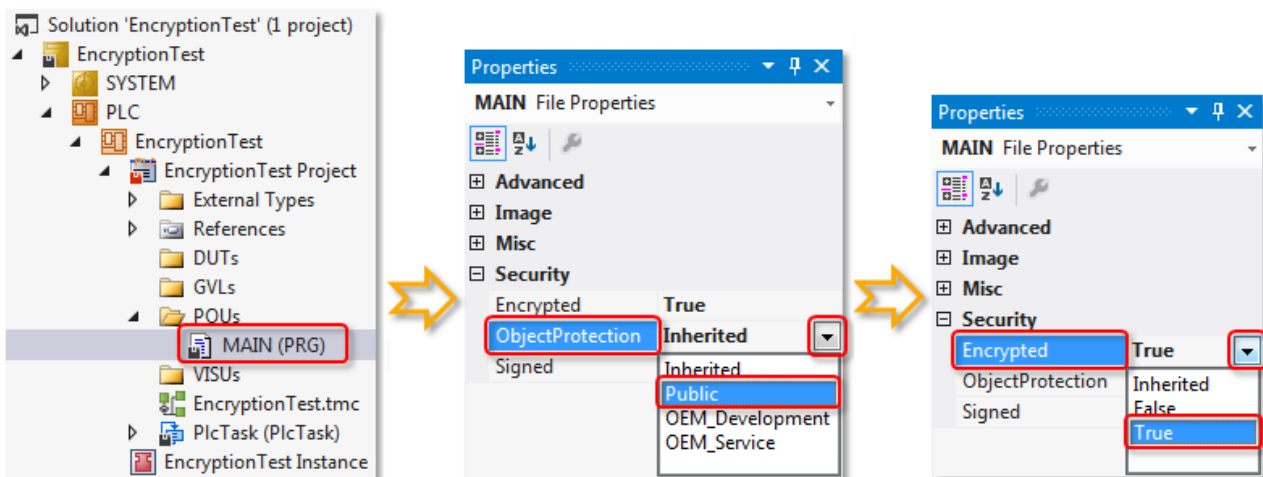 Solution 'EncryptionTest' (1 project)
EncryptionTest
SYSTEM
PLC
EncryptionTest
EncryptionTest Project
External Types
References
DUTs
GVLs
POUs
MAIN (PRG)
VISUs
EncryptionTest.tmc
PlcTask (PlcTask)
EncryptionTest Instance
Properties
MAIN File Properties
Advanced
Image
Misc
Security
Encrypted True
ObjectProtection Inherited
Signed
Inherited
Public
OEM_Development
OEM_Service
Properties
MAIN File Properties
Advanced
Image
Misc
Security
Encrypted True
ObjectProtection
Signed
Inherited
False
True